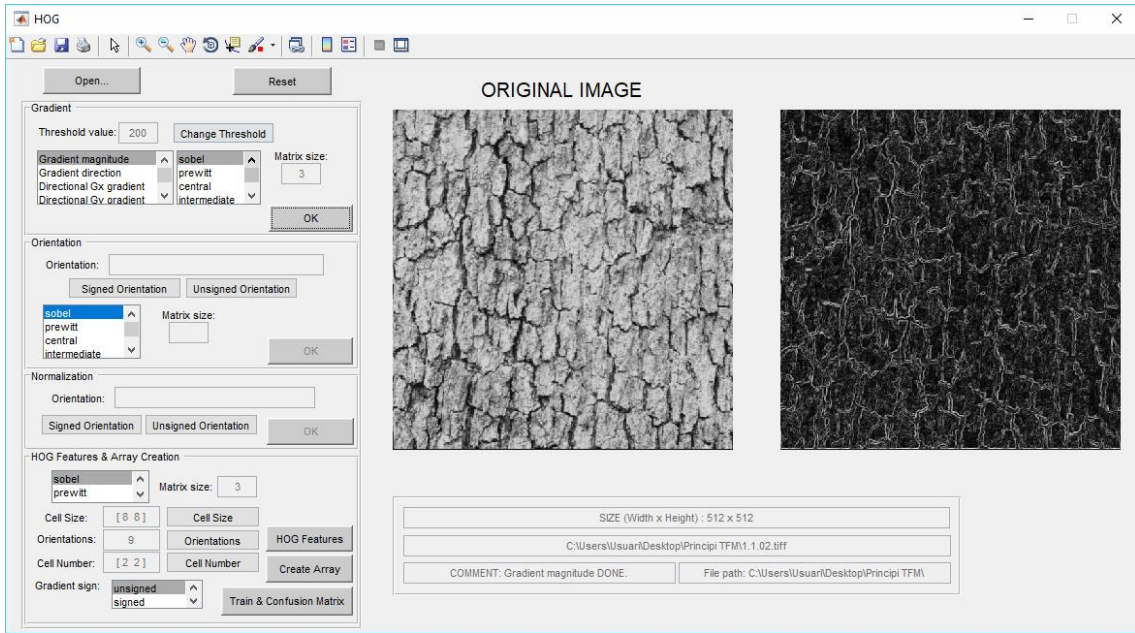 HOG
Open...
Reset
ORIGINAL IMAGE
Gradient
Threshold value: 200 Change Threshold
Gradient magnitude
Gradient direction
Directional Gx gradient
Directional Gy gradient
sobel
prewitt
central
intermediate
Matrix size:
3
OK
Orientation
Orientation:
Signed Orientation Unsigned Orientation
sobel
prewitt
central
intermediate
Matrix size:
OK
Normalization
Orientation:
Signed Orientation Unsigned Orientation
OK
HOG Features & Array Creation
sobel
prewitt
Matrix size: 3
Cell Size: [8 8] Cell Size
Orientations: 9 Orientations HOG Features
Cell Number: [2 2] Cell Number Create Array
Gradient sign: unsigned
signed
Train & Confusion Matrix
SIZE (Width x Height) : 512 x 512
C:\Users\Usuari\Desktop\Principi TFM\1.1.02.tiff
COMMENT: Gradient magnitude DONE. File path: C:\Users\Usuari\Desktop\Principi TFM\